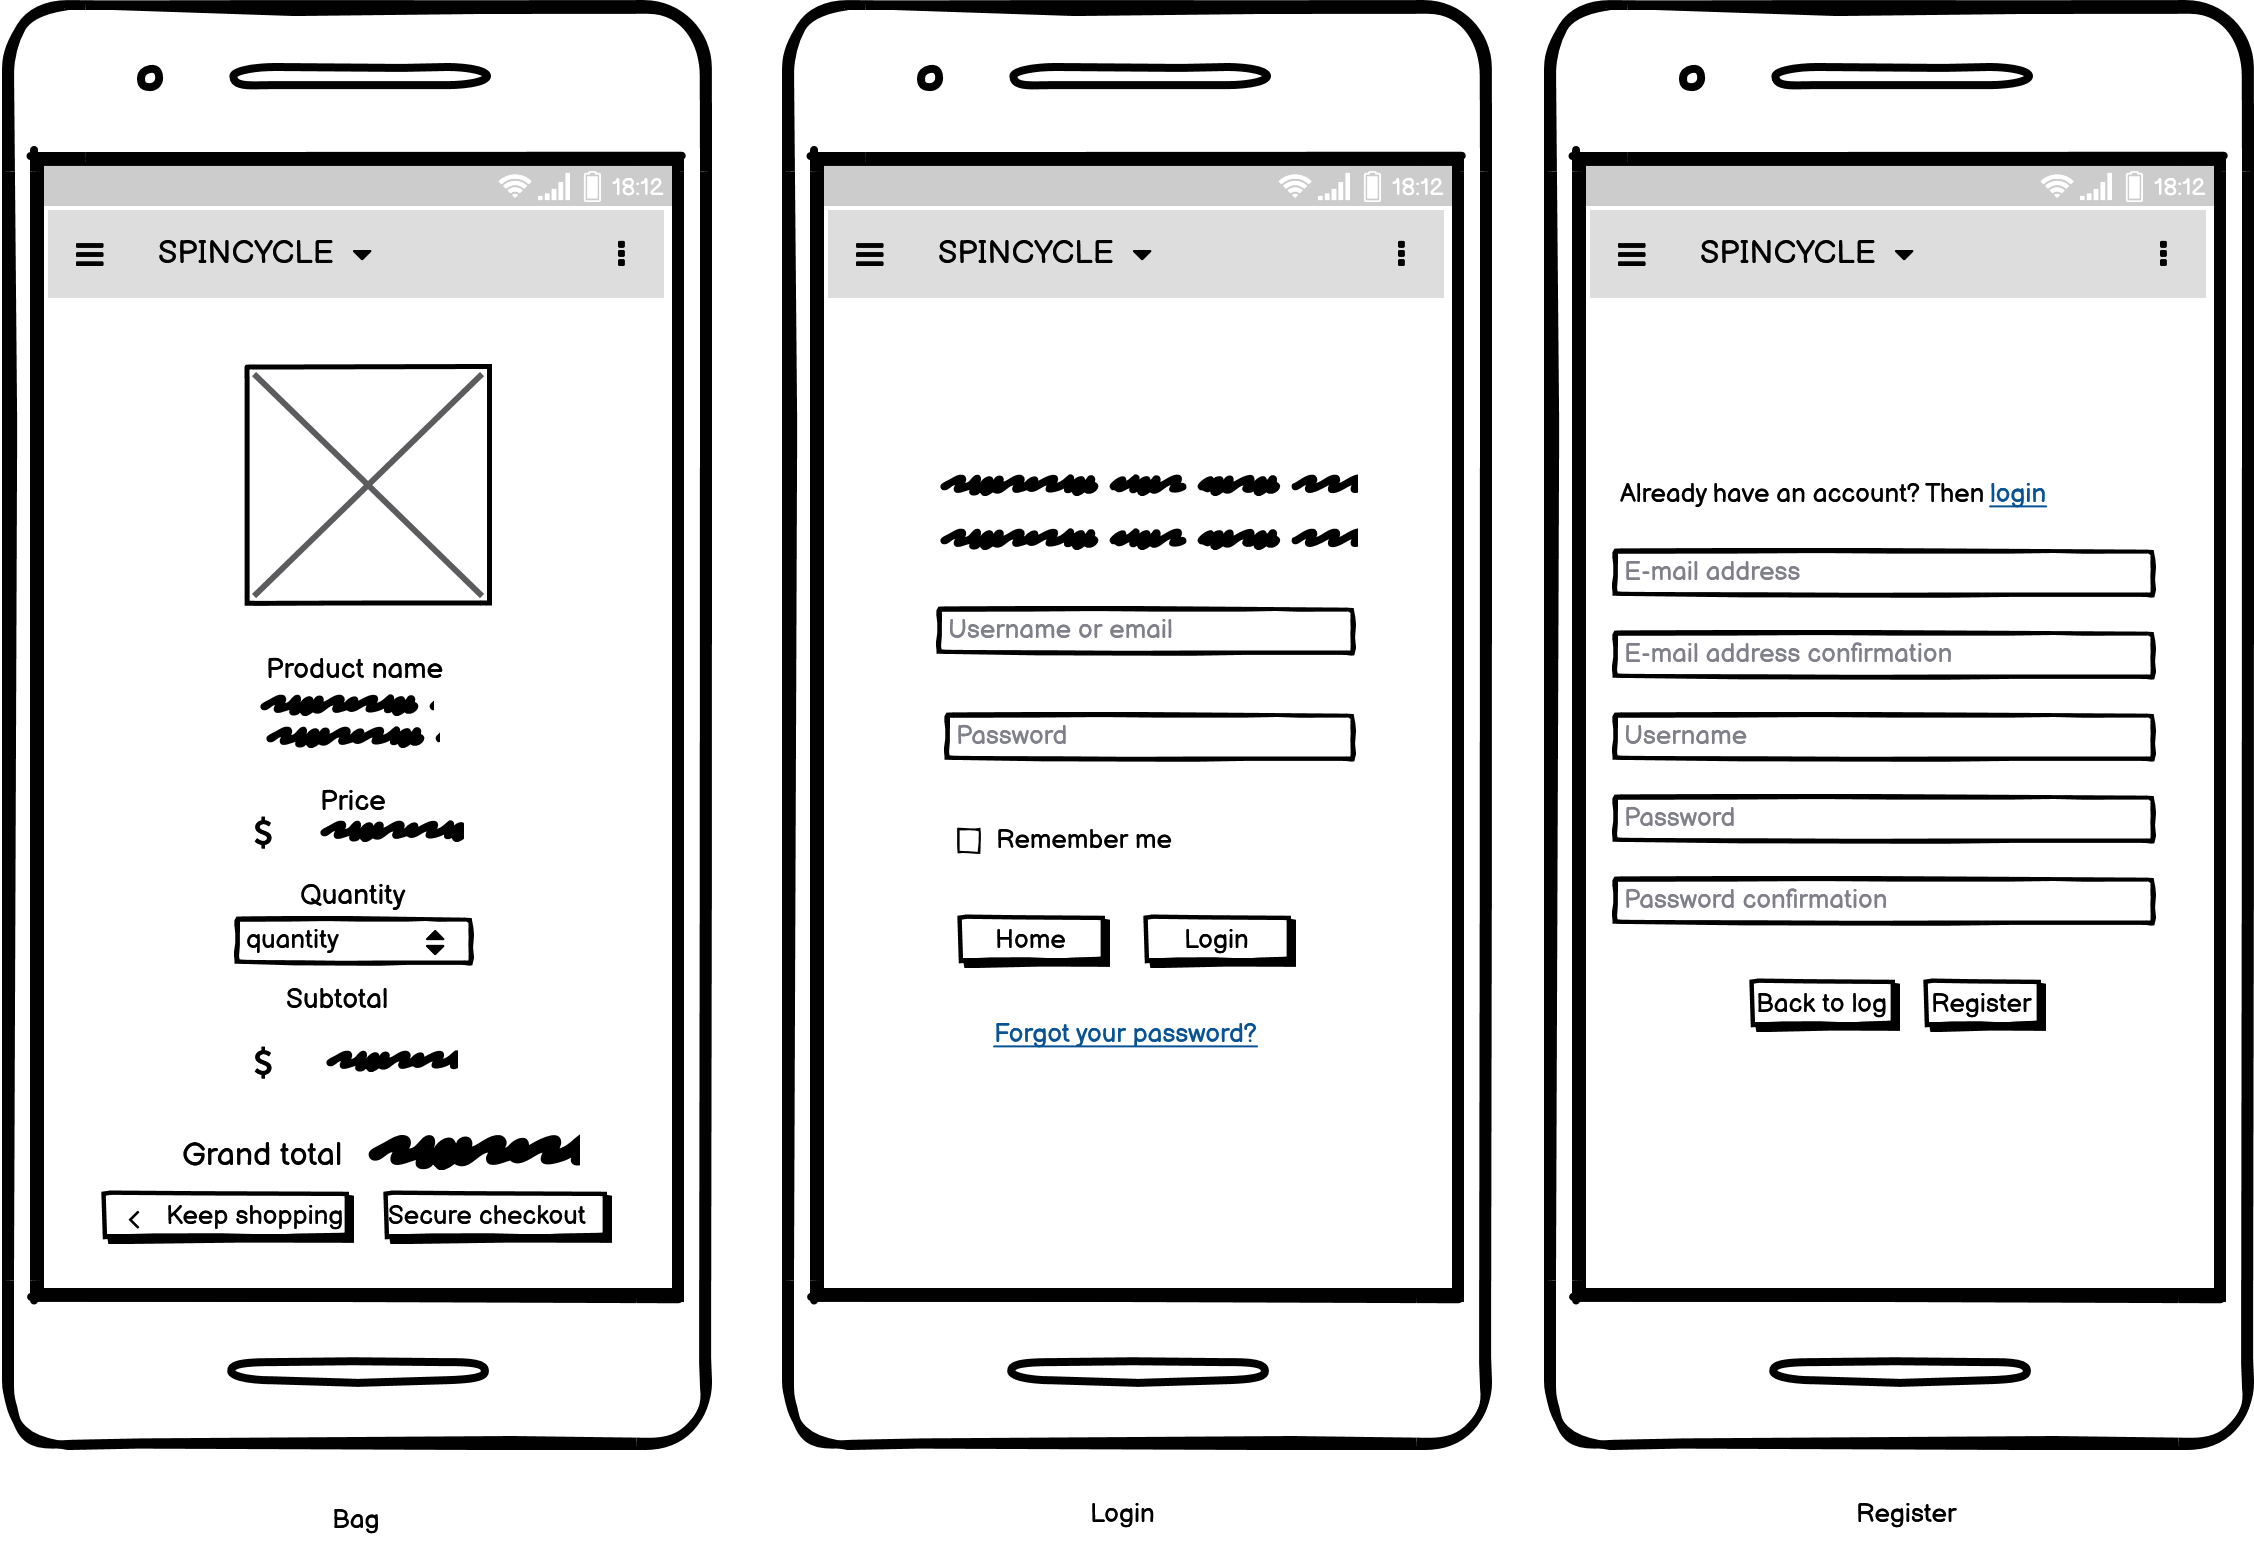 18:12
SPINCYCLE
Product name
Price
$
Quantity
quantity
Subtotal
$
Grand total
Keep shopping
Secure checkout
Bag
18:12
SPINCYCLE
Username or email
Password
Remember me
Home
Login
Forgot your password?
Login
18:12
SPINCYCLE
Already have an account? Then login
E-mail address
E-mail address confirmation
Username
Password
Password confirmation
Back to log
Register
Register